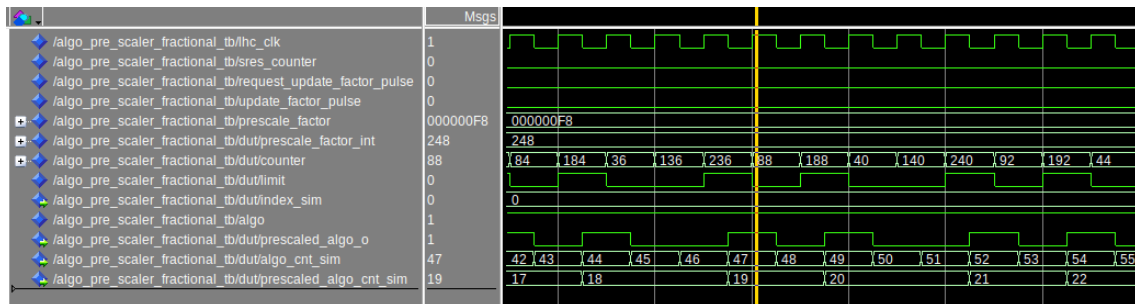 Msgs
/algo_pre_scaler_fractional_tb/lhc_clk 1
/algo_pre_scaler_fractional_tb/sres_counter 0
/algo_pre_scaler_fractional_tb/request_update_factor_pulse 0
/algo_pre_scaler_fractional_tb/update_factor_pulse 0
/algo_pre_scaler_fractional_tb/prescale_factor 000000F8 000000F8
/algo_pre_scaler_fractional_tb/dut/prescale_factor_int 248 248
/algo_pre_scaler_fractional_tb/dut/counter 88 84 184 36 136 236 88 188 40 140 240 92 192 44
/algo_pre_scaler_fractional_tb/dut/limit 0
/algo_pre_scaler_fractional_tb/dut/index_sim 0 0
/algo_pre_scaler_fractional_tb/algo 1
/algo_pre_scaler_fractional_tb/dut/prescaled_algo_o 1
/algo_pre_scaler_fractional_tb/dut/algo_cnt_sim 47 42 43 44 45 46 47 48 49 50 51 52 53 54 55
/algo_pre_scaler_fractional_tb/dut/prescaled_algo_cnt_sim 19 17 18 19 20 21 22